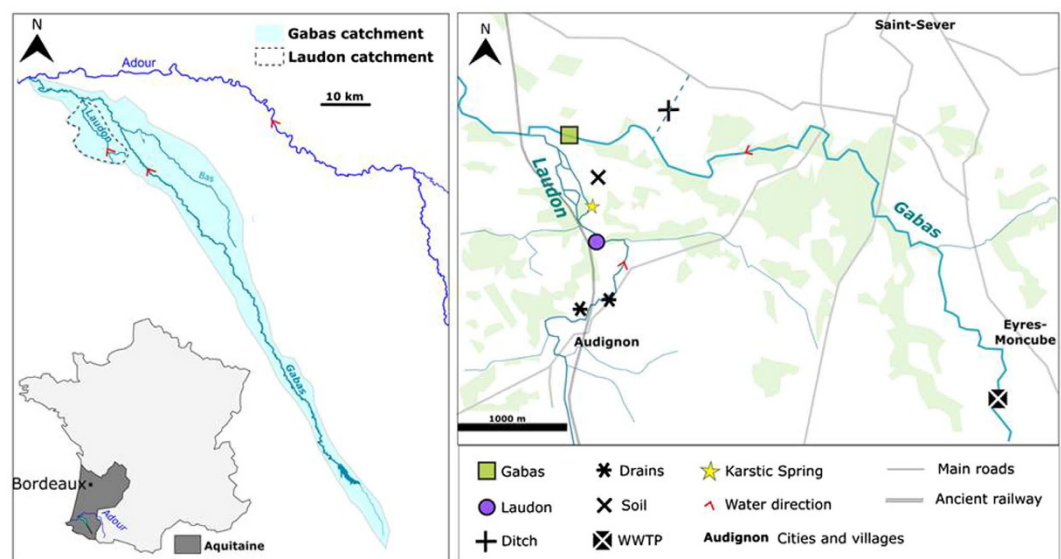 N
Gabas catchment
Laudon catchment
Adour
10 km
Laudon
Bas
Gabas
Bordeaux
Adour
Aquitaine
N
Saint-Sever
Laudon
Gabas
Eyres-
Moncube
Audignon
1000 m
Gabas
Drains
Karstic Spring
Main roads
Laudon
Soil
Water direction
Ancient railway
Ditch
WWTP
Audignon Cities and villages